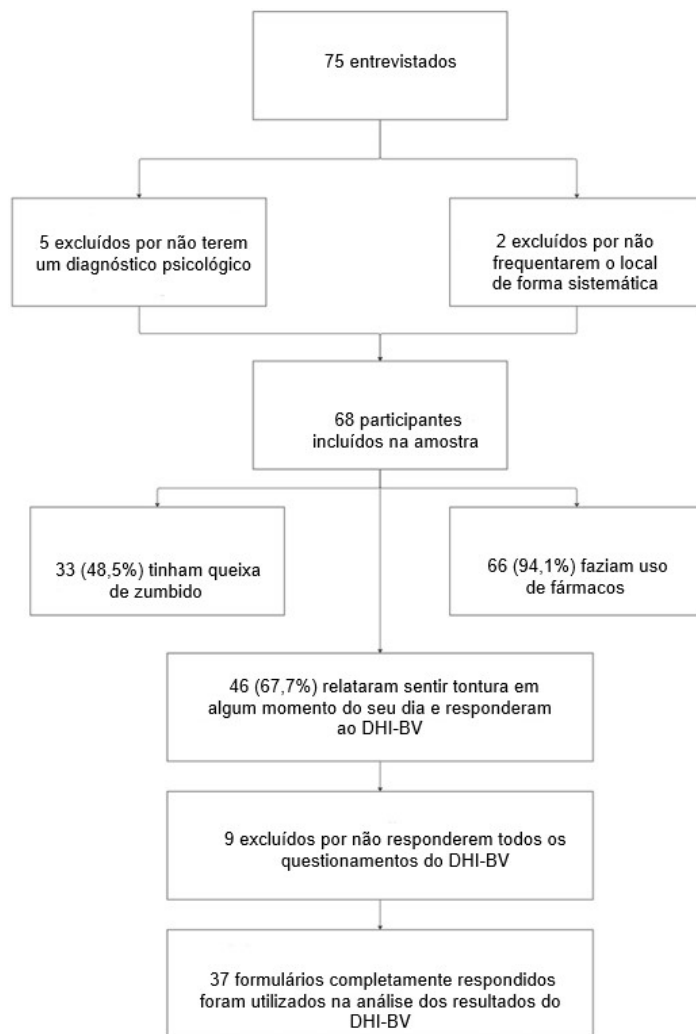 75 entrevistados
5 excluídos por não terem
um diagnóstico psicológico
2 excluídos por não
frequentarem o local
de forma sistemática
68 participantes
incluídos na amostra
33 (48,5%) tinham queixa
de zumbido
66 (94,1%) faziam uso
de fármacos
46 (67,7%) relataram sentir tontura em
algum momento do seu dia e responderam
ao DHI-BV
9 excluídos por não responderem todos os
questionamentos do DHI-BV
37 formulários completamente respondidos
foram utilizados na análise dos resultados do
DHI-BV